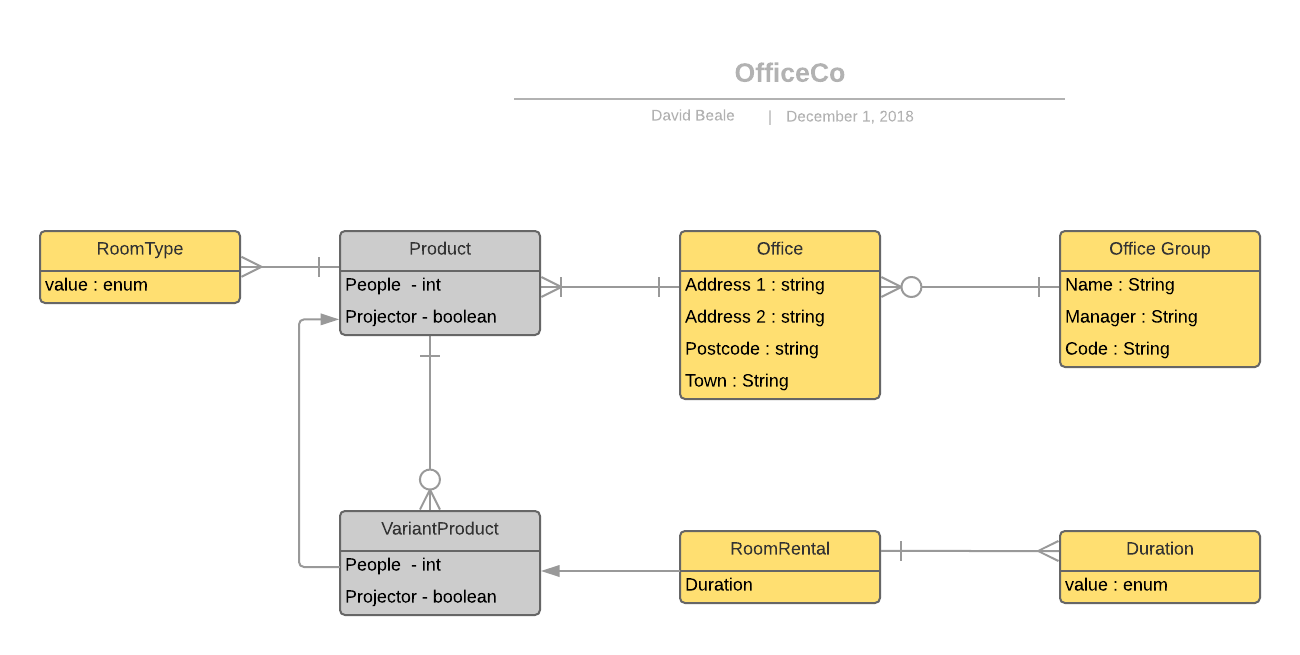 OfficeCo
David Beale | December 1, 2018
RoomType
value : enum
Product
People - int
Projector - boolean
Office
Address 1 : string
Address 2 : string
Postcode : string
Town : String
Office Group
Name : String
Manager : String
Code : String
VariantProduct
People - int
Projector - boolean
RoomRental
Duration
Duration
value : enum